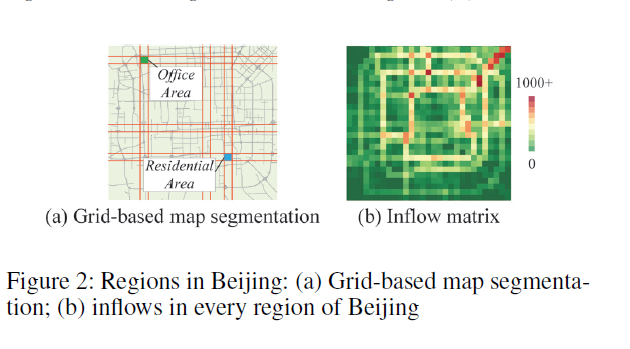 Office
Area
Residential
Area
1000+
0
(a) Grid-based map segmentation
(b) Inflow matrix
Figure 2: Regions in Beijing: (a) Grid-based map segmenta-
tion; (b) inflows in every region of Beijing